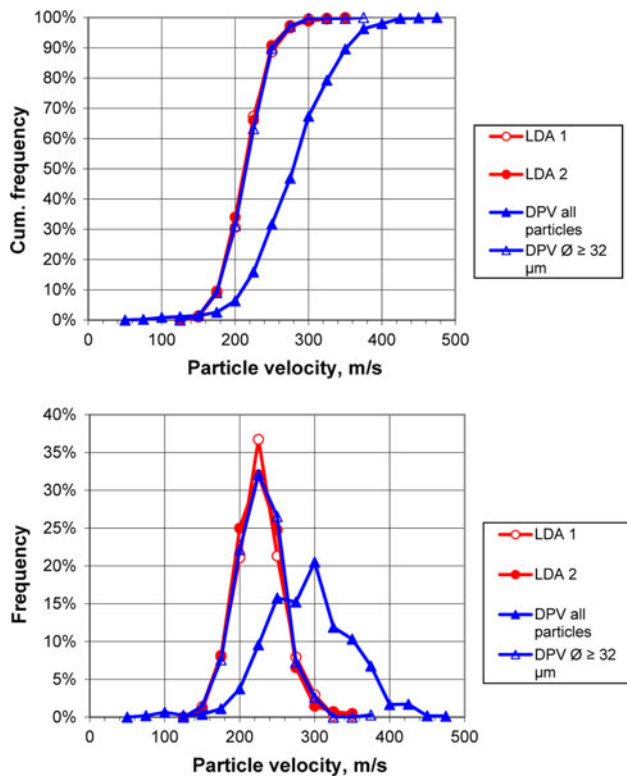 100%
90%
80%
70%
60%
50%
40%
30%
20%
10%
0%
Cum. frequency
0 100 200 300 400 500
Particle velocity, m/s
LDA 1
LDA 2
DPV all
particles
DPV Ø ≥ 32
µm
40%
35%
30%
25%
20%
15%
10%
5%
0%
Frequency
0 100 200 300 400 500
Particle velocity, m/s
LDA 1
LDA 2
DPV all
particles
DPV Ø ≥ 32
µm